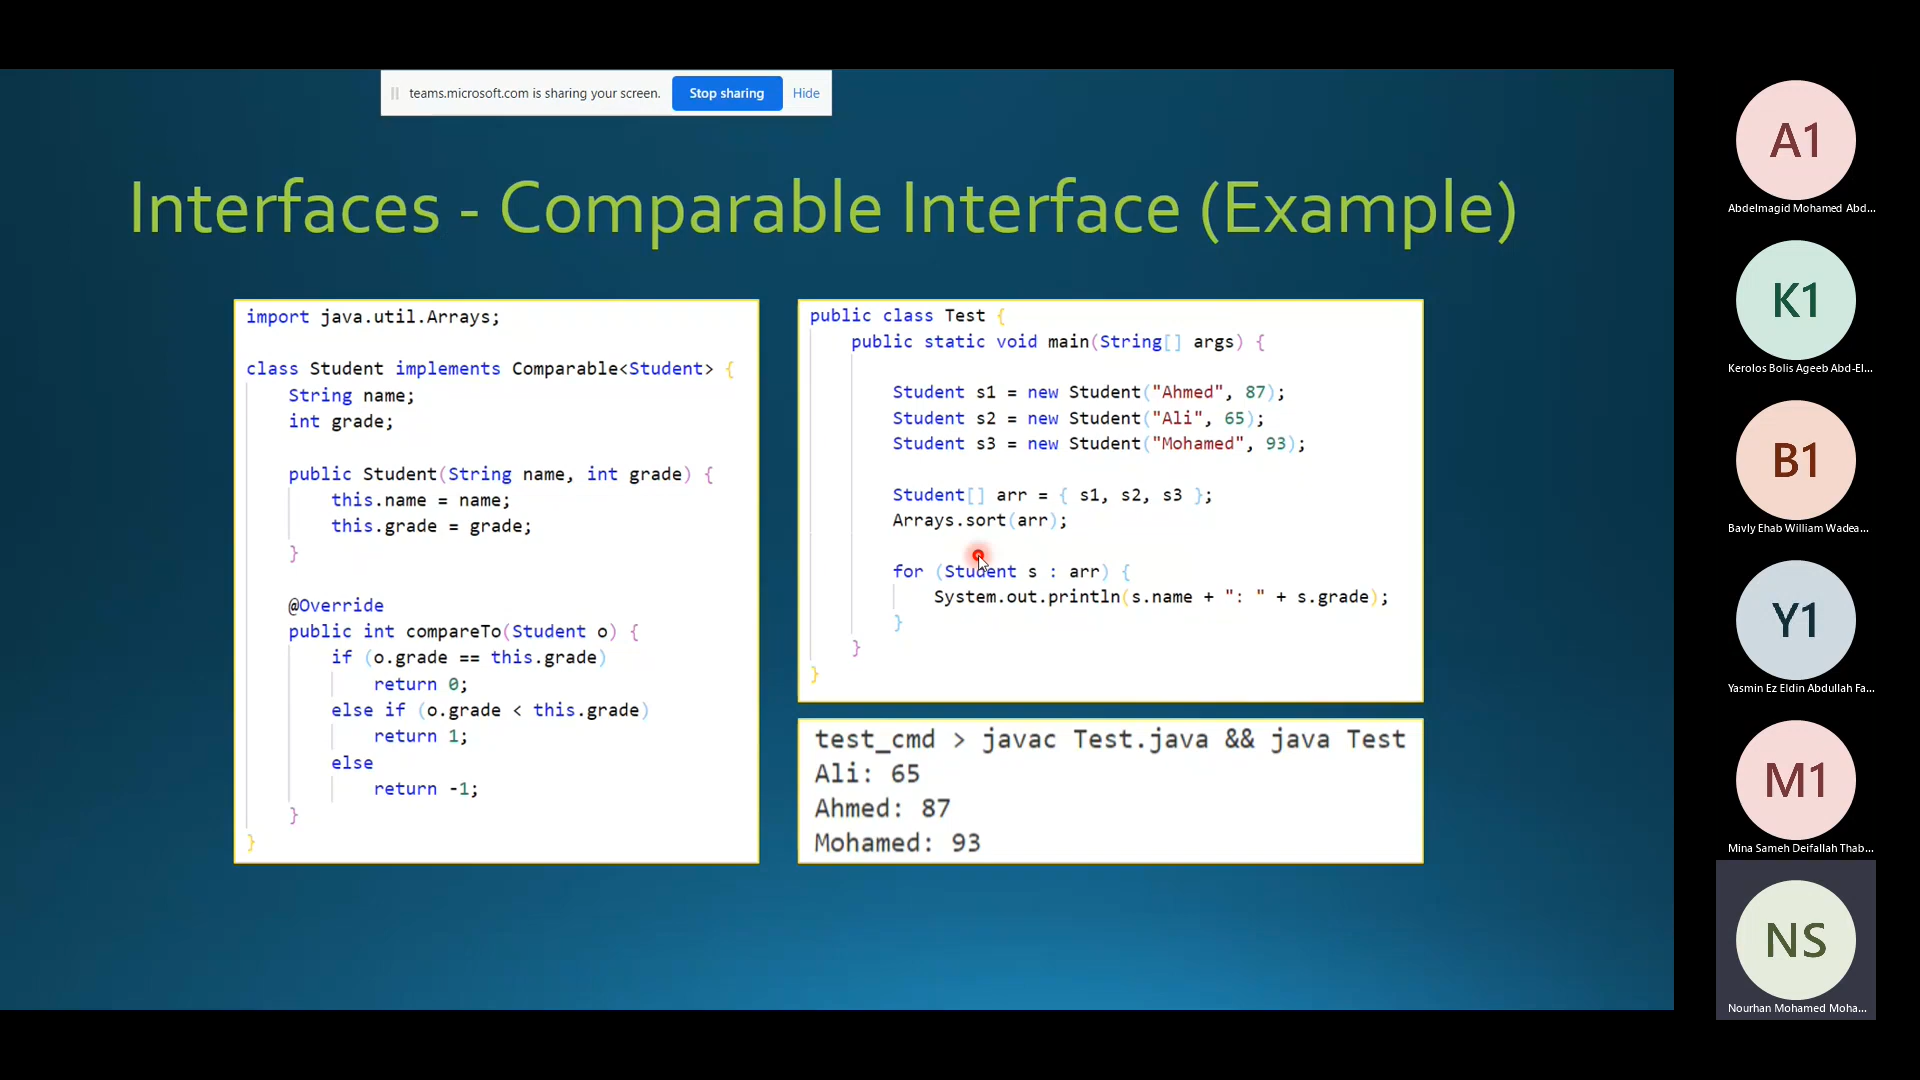 teams.microsoft.com is sharing your screen. Stop sharing Hide
Interfaces - Comparable Interface (Example)
import java.util.Arrays;
class Student implements Comparable<Student> {
String name;
int grade;
public Student(String name, int grade) {
this.name = name;
this.grade = grade;
}
@Override
public int compareTo(Student o) {
if (o.grade == this.grade)
return 0;
else if (o.grade < this.grade)
return 1;
else
return -1;
}
}
public class Test {
public static void main(String[] args) {
Student s1 = new Student("Ahmed", 87);
Student s2 = new Student("Ali", 65);
Student s3 = new Student("Mohamed", 93);
Student[] arr = { s1, s2, s3 };
Arrays.sort(arr);
for (Student s : arr) {
System.out.println(s.name + ": " + s.grade);
}
}
}
test_cmd > javac Test.java && java Test
Ali: 65
Ahmed: 87
Mohamed: 93
A1
Abdelmagid Mohamed Abd...
K1
Kerolos Bolis Ageeb Abd-El...
B1
Bavly Ehab William Wadea...
Y1
Yasmin Ez Eldin Abdullah Fa...
M1
Mina Sameh Deifallah Thab...
NS
Nourhan Mohamed Moha...